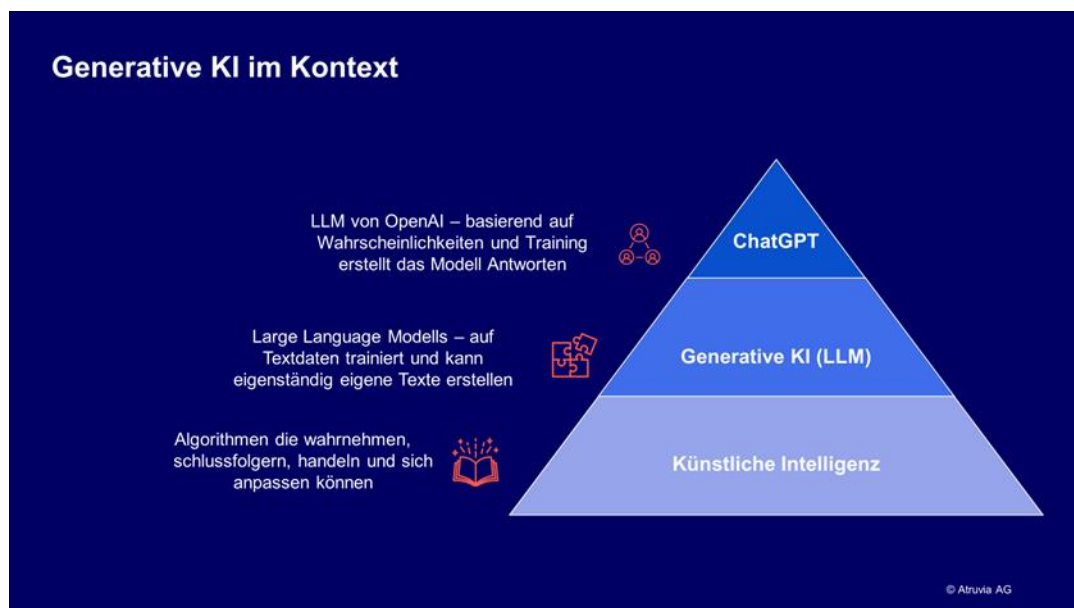 Generative KI im Kontext
LLM von OpenAI – basierend auf
Wahrscheinlichkeiten und Training
erstellt das Modell Antworten
ChatGPT
Large Language Modells – auf
Textdaten trainiert und kann
eigenständig eigene Texte erstellen
Generative KI (LLM)
Algorithmen die wahrnehmen,
schlussfolgern, handeln und sich
anpassen können
Künstliche Intelligenz
© Atruvia AG